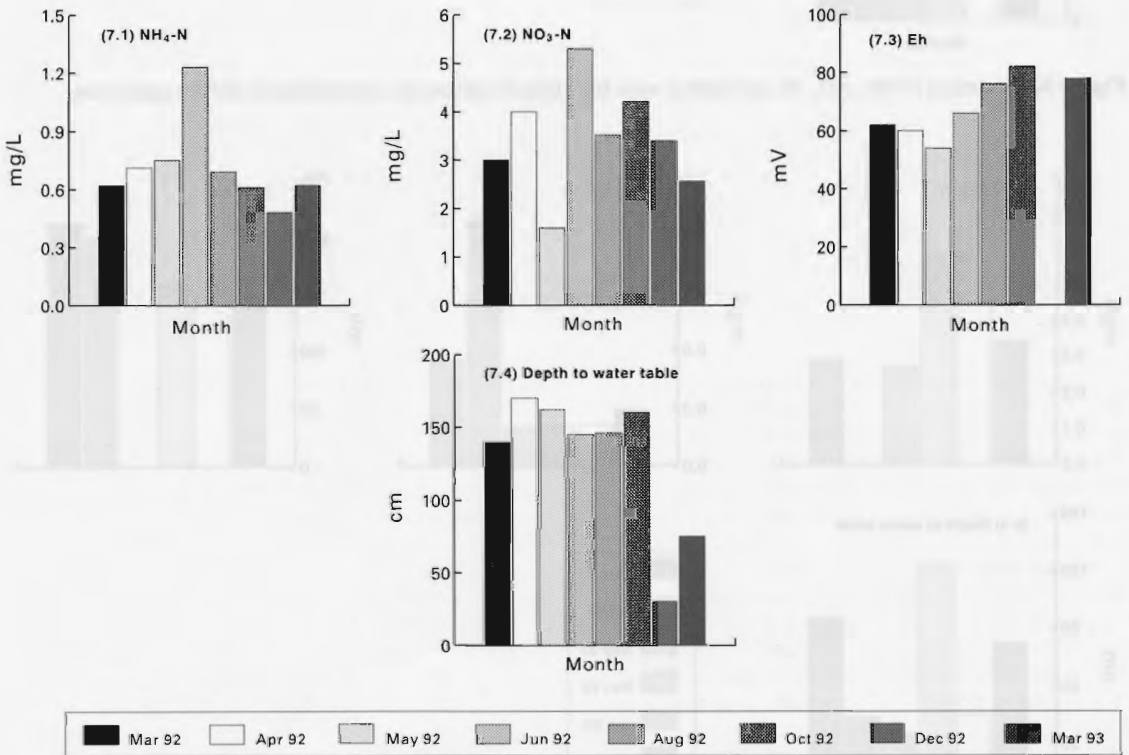 (7.1) NH₄-N
1.5
1.2
0.9
0.6
0.3
0.0
mg/L
Month
(7.2) NO₃-N
6
5
4
3
2
1
0
mg/L
Month
(7.3) Eh
100
80
60
40
20
0
mV
Month
(7.4) Depth to water table
200
150
100
50
0
cm
Month
Mar 92 Apr 92 May 92 Jun 92 Aug 92 Oct 92 Dec 92 Mar 93